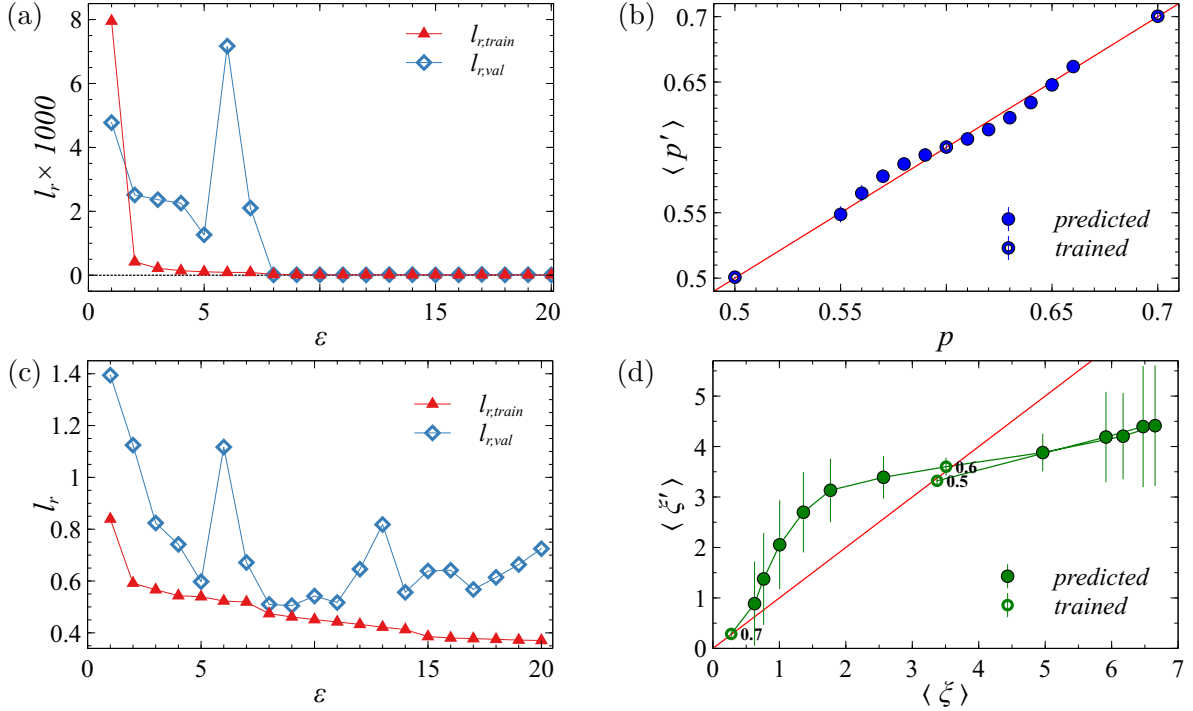 (a)
8
6
4
2
0
l_r × 1000
l_{r,train}
l_{r,val}
0 5 10 15 20
ε
(b)
0.7
0.65
0.55
0.5
⟨ p′ ⟩
predicted
trained
0.5 0.55 0.65 0.7
p
(c)
1.4
1.2
1
0.8
0.6
0.4
l_r
l_{r,train}
l_{r,val}
0 5 10 15 20
ε
(d)
5
4
3
2
1
0
⟨ ξ′ ⟩
0.6
0.5
0.7
predicted
trained
0 1 2 3 4 5 6 7
⟨ ξ ⟩